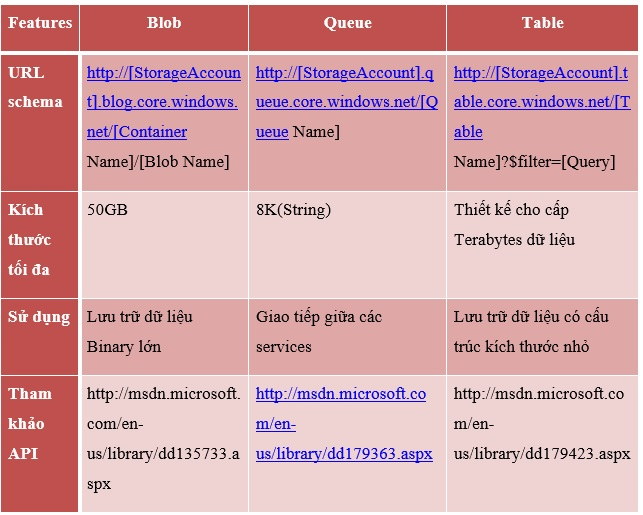 Features
Blob
Queue
Table
URL
schema
http://[StorageAccoun
t].blog.core.windows.
net/[Container
Name]/[Blob Name]
http://[StorageAccount].q
ueue.core.windows.net/[Q
ueue Name]
http://[StorageAccount].t
able.core.windows.net/[T
able
Name]?$filter=[Query]
Kích
thước
tối đa
50GB
8K(String)
Thiết kế cho cấp
Terabytes dữ liệu
Sử dụng
Lưu trữ dữ liệu
Binary lớn
Giao tiếp giữa các
services
Lưu trữ dữ liệu có cấu
trúc kích thước nhỏ
Tham
khảo
API
http://msdn.microsoft.
com/en-
us/library/dd135733.a
spx
http://msdn.microsoft.co
m/en-
us/library/dd179363.aspx
http://msdn.microsoft.co
m/en-
us/library/dd179423.aspx